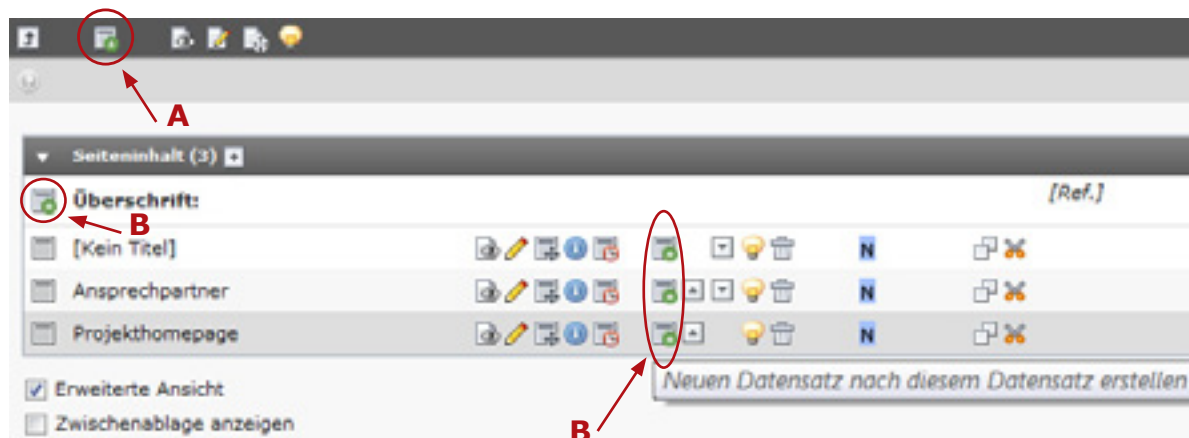 A
Seiteninhalt (3)
Überschrift: [Ref.]
B
[Kein Titel] N
Ansprechpartner N
Projekthomepage N
Neuen Datensatz nach diesem Datensatz erstellen
Erweiterte Ansicht
Zwischenablage anzeigen
B